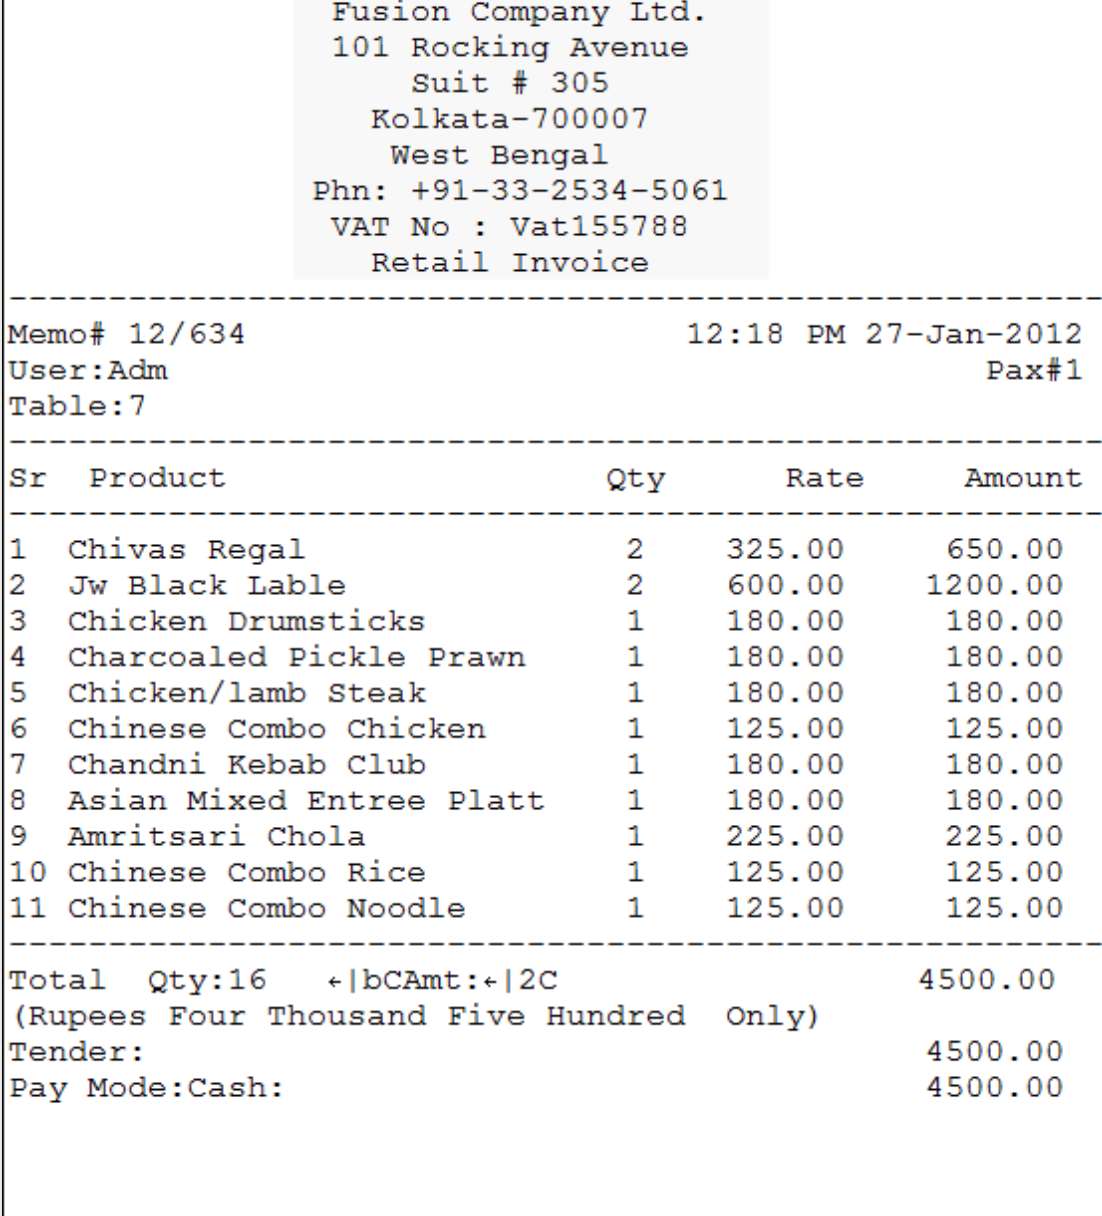 Fusion Company Ltd.
101 Rocking Avenue
Suit # 305
Kolkata-700007
West Bengal
Phn: +91-33-2534-5061
VAT No : Vat155788
Retail Invoice
Memo# 12/634 12:18 PM 27-Jan-2012
User:Adm Pax#1
Table:7
Sr Product Qty Rate Amount
1 Chivas Regal 2 325.00 650.00
2 Jw Black Lable 2 600.00 1200.00
3 Chicken Drumsticks 1 180.00 180.00
4 Charcoaled Pickle Prawn 1 180.00 180.00
5 Chicken/lamb Steak 1 180.00 180.00
6 Chinese Combo Chicken 1 125.00 125.00
7 Chandni Kebab Club 1 180.00 180.00
8 Asian Mixed Entree Platt 1 180.00 180.00
9 Amritsari Chola 1 225.00 225.00
10 Chinese Combo Rice 1 125.00 125.00
11 Chinese Combo Noodle 1 125.00 125.00
Total Qty:16 ←|bCAmt:←|2C 4500.00
(Rupees Four Thousand Five Hundred Only)
Tender: 4500.00
Pay Mode:Cash: 4500.00